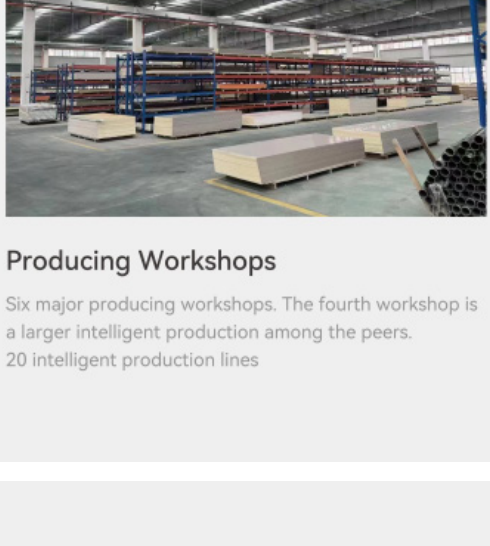 Producing Workshops
Six major producing workshops. The fourth workshop is
a larger intelligent production among the peers.
20 intelligent production lines